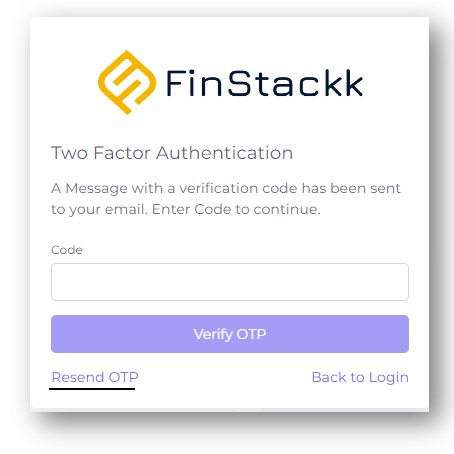 FinStackk
Two Factor Authentication
A Message with a verification code has been sent
to your email. Enter Code to continue.
Code
Verify OTP
Resend OTP
Back to Login